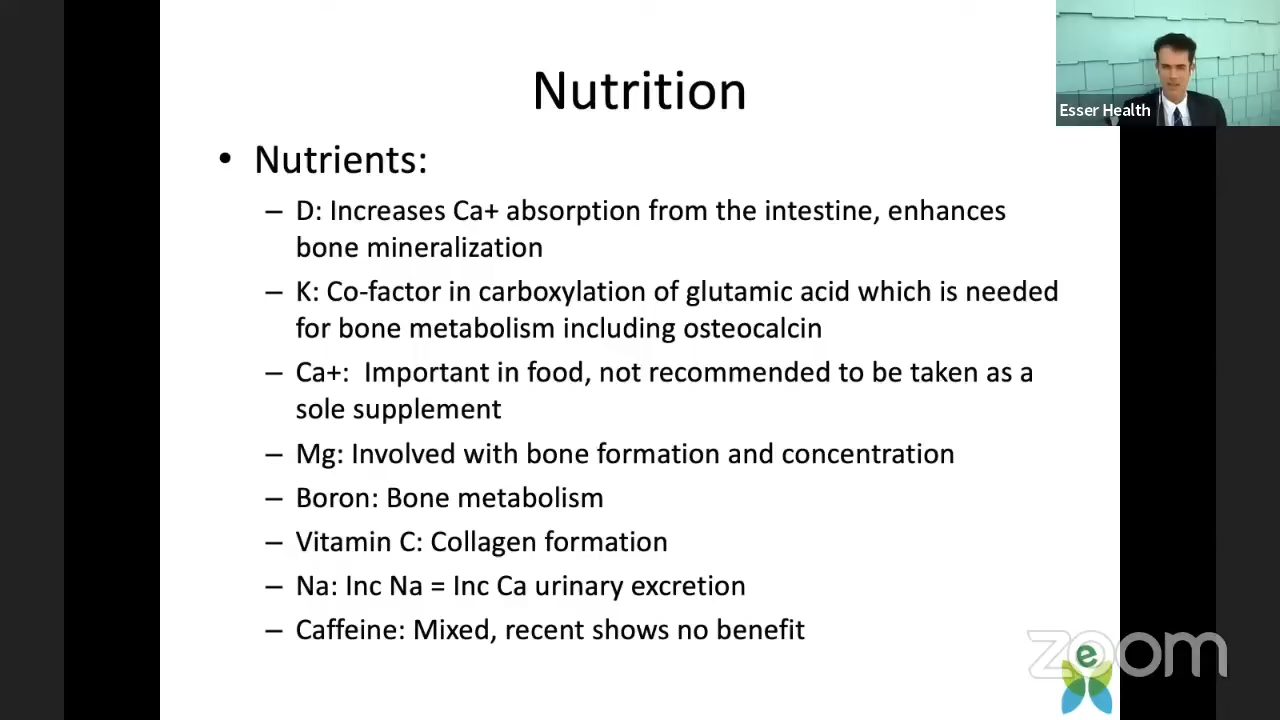 Nutrition
Esser Health
• Nutrients:
– D: Increases Ca+ absorption from the intestine, enhances
bone mineralization
– K: Co-factor in carboxylation of glutamic acid which is needed
for bone metabolism including osteocalcin
– Ca+:  Important in food, not recommended to be taken as a
sole supplement
– Mg: Involved with bone formation and concentration
– Boron: Bone metabolism
– Vitamin C: Collagen formation
– Na: Inc Na = Inc Ca urinary excretion
– Caffeine: Mixed, recent shows no benefit
zoom
e